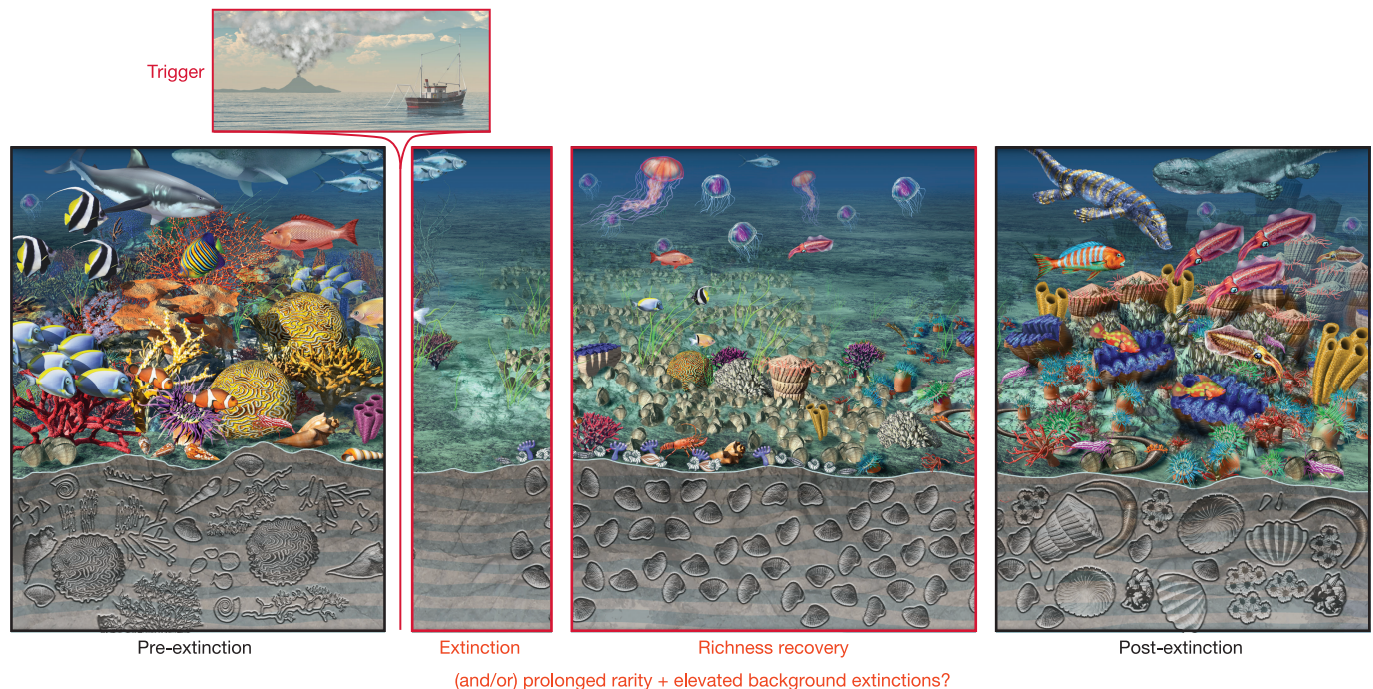 Trigger
Pre-extinction
Extinction
Richness recovery
Post-extinction
(and/or) prolonged rarity + elevated background extinctions?